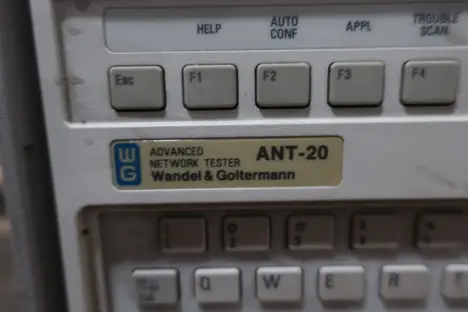 HELP AUTO CONF APPL TROUBLE SCAN
Esc F1 F2 F3 F4
WG ADVANCED NETWORK TESTER ANT-20
Wandel & Goltermann
Q W E R T